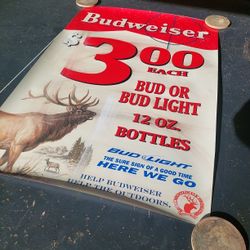 Budweiser
$3.00
EACH
BUD OR
BUD LIGHT
12 OZ.
BOTTLES
BUD LIGHT
THE SURE SIGN OF A GOOD TIME
HERE WE GO
HELP BUDWEISER
HELP THE OUTDOORS.